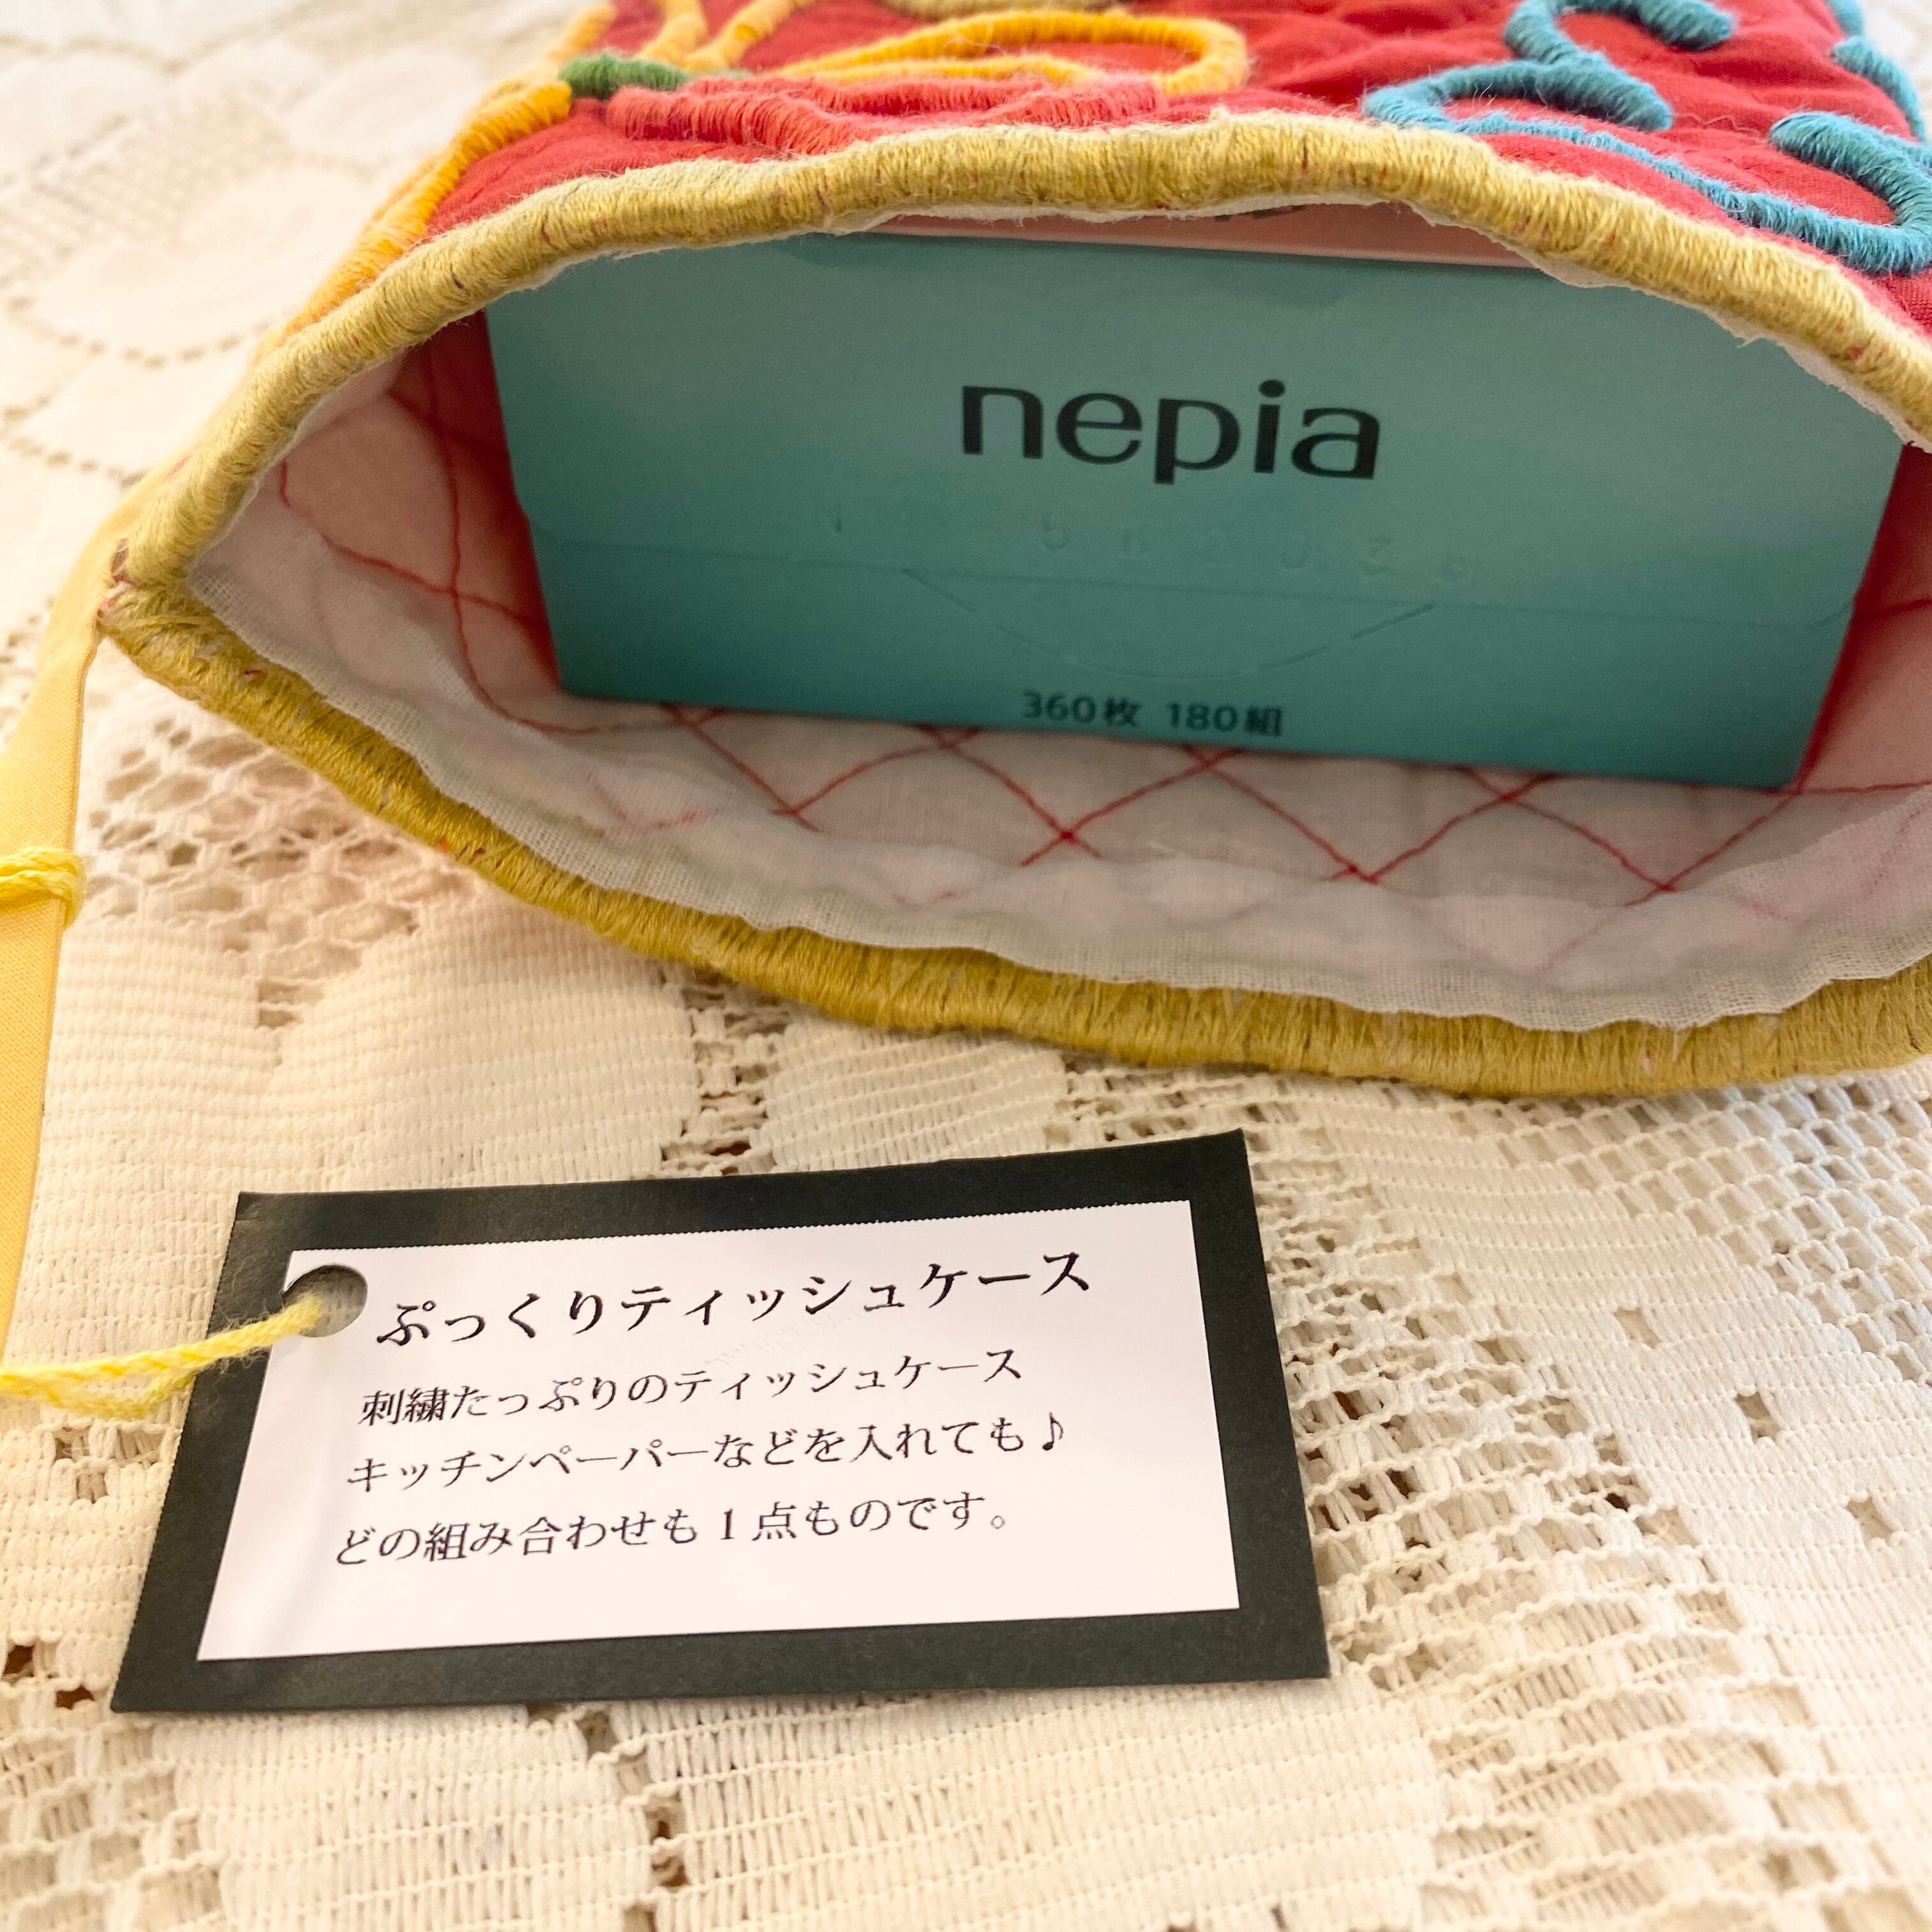 nepia
360枚 180組
ぷっくりティッシュケース
刺繍たっぷりのティッシュケース
キッチンペーパーなどを入れても♪
どの組み合わせも1点ものです。